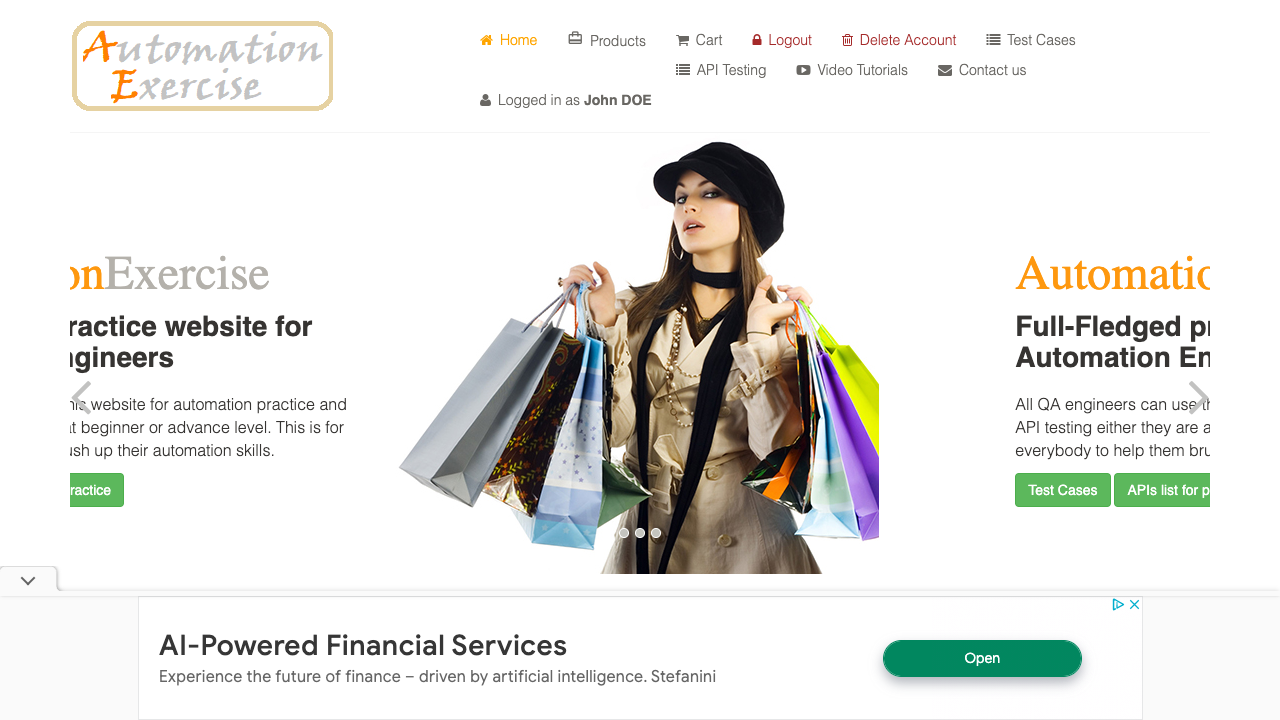 Automation
Exercise
Home Products Cart Logout Delete Account Test Cases
API Testing Video Tutorials Contact us
Logged in as John DOE
onExercise
ractice website for
ngineers
website for automation practice and
at beginner or advance level. This is for
ush up their automation skills.
ractice
Automatic
Full-Fledged pr
Automation En
All QA engineers can use th
API testing either they are a
everybody to help them bru
Test Cases APIs list for p
AI-Powered Financial Services
Experience the future of finance – driven by artificial intelligence. Stefanini
Open